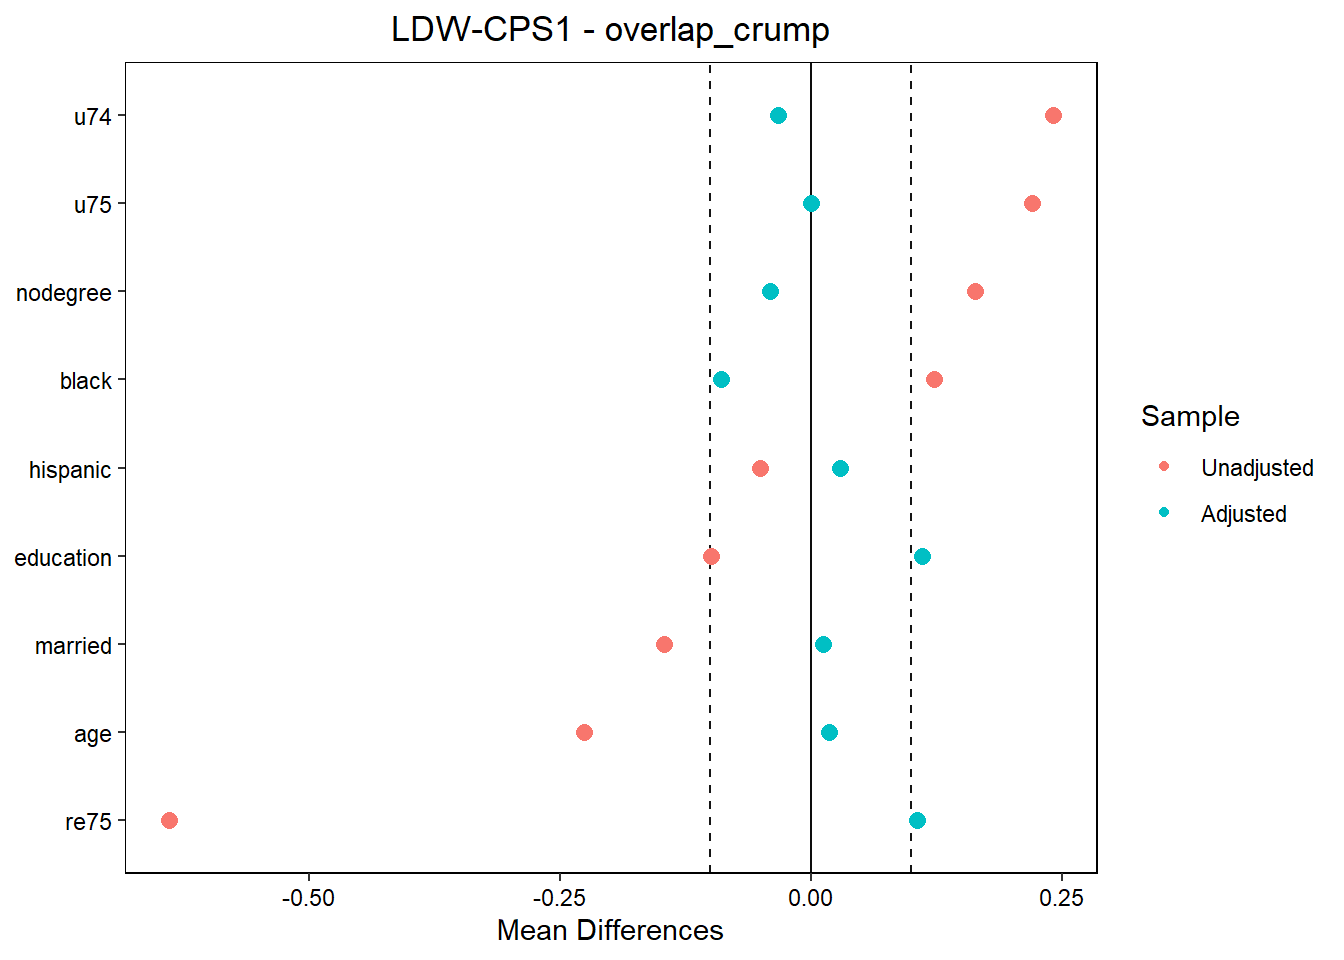 LDW-CPS1 - overlap_crump
u74
u75
nodegree
black
hispanic
education
married
age
re75
-0.50 -0.25 0.00 0.25
Mean Differences
Sample
Unadjusted
Adjusted